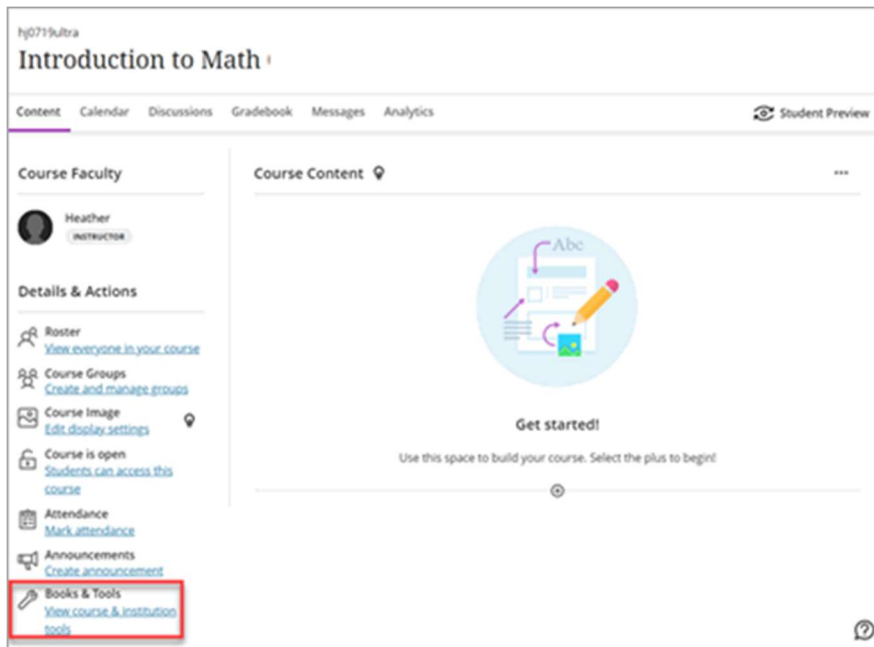 hj0719ultra
Introduction to Math
Content Calendar Discussions Gradebook Messages Analytics
Student Preview
Course Faculty
Heather
INSTRUCTOR
Details & Actions
Roster
View everyone in your course
Course Groups
Create and manage groups
Course Image
Edit display settings
Course is open
Students can access this
course
Attendance
Mark attendance
Announcements
Create announcement
Books & Tools
View course & institution
tools
Course Content
Abc
Get started!
Use this space to build your course. Select the plus to begin!